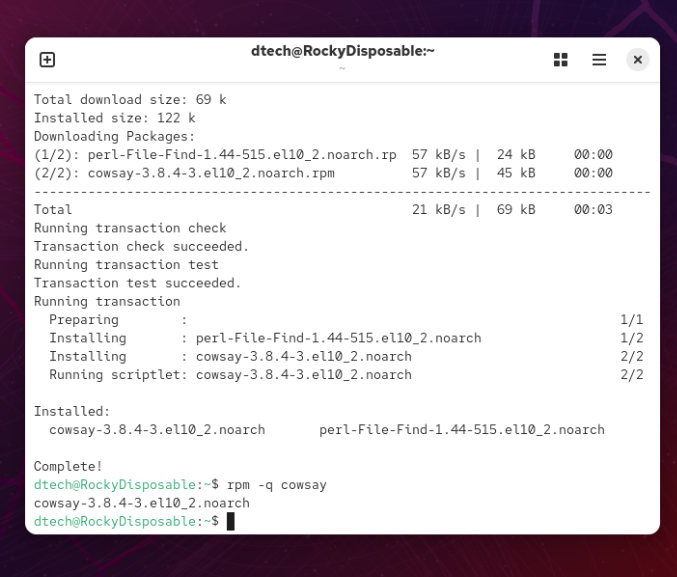 dtech@RockyDisposable:~
~
Total download size: 69 k
Installed size: 122 k
Downloading Packages:
(1/2): perl-File-Find-1.44-515.el10_2.noarch.rp  57 kB/s |  24 kB     00:00
(2/2): cowsay-3.8.4-3.el10_2.noarch.rpm          57 kB/s |  45 kB     00:00
--------------------------------------------------------------------------------
Total                                            21 kB/s |  69 kB     00:03
Running transaction check
Transaction check succeeded.
Running transaction test
Transaction test succeeded.
Running transaction
  Preparing        :                                                        1/1
  Installing       : perl-File-Find-1.44-515.el10_2.noarch                  1/2
  Installing       : cowsay-3.8.4-3.el10_2.noarch                           2/2
  Running scriptlet: cowsay-3.8.4-3.el10_2.noarch                           2/2
Installed:
  cowsay-3.8.4-3.el10_2.noarch       perl-File-Find-1.44-515.el10_2.noarch
Complete!
dtech@RockyDisposable:~$ rpm -q cowsay
cowsay-3.8.4-3.el10_2.noarch
dtech@RockyDisposable:~$